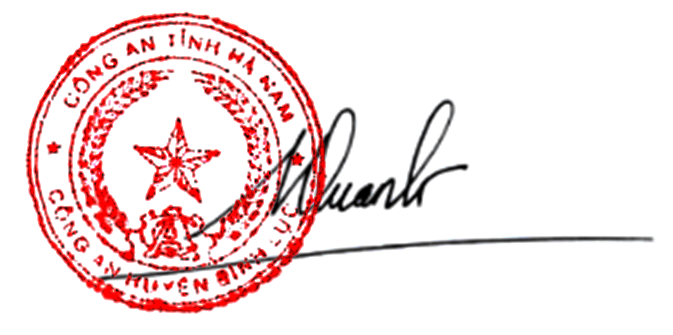 CÔNG AN TỈNH HÀ NAM
CÔNG AN HUYỆN BÌNH LỤC